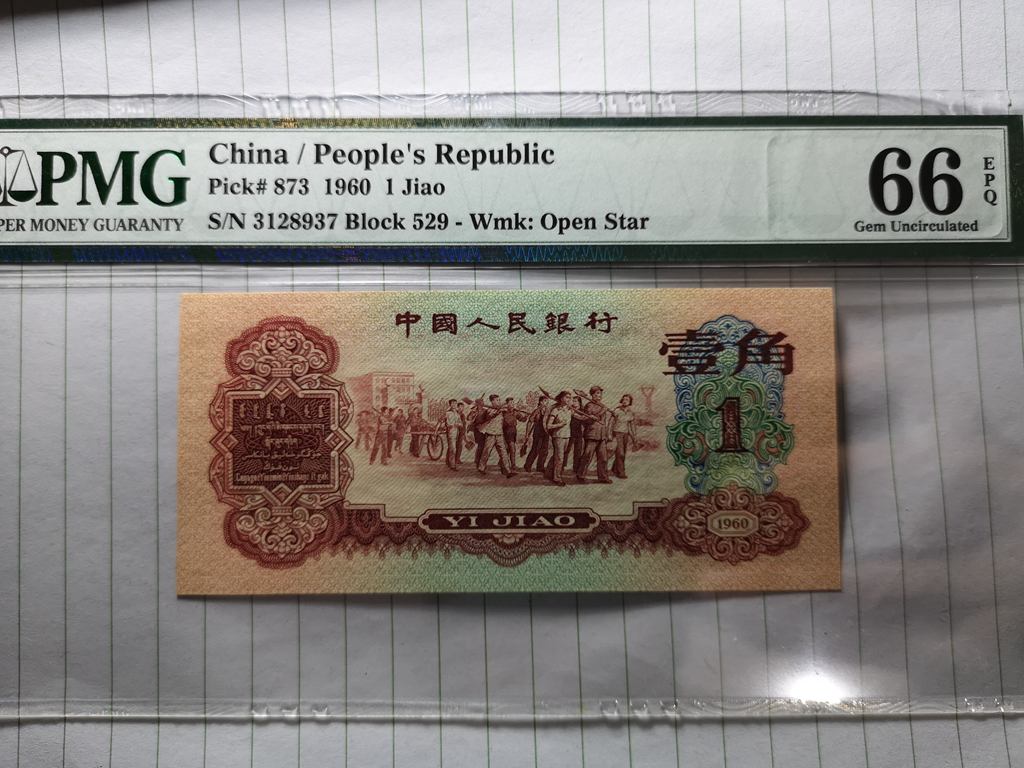 PMG
PER MONEY GUARANTY
China / People's Republic
Pick# 873 1960 1 Jiao
S/N 3128937 Block 529 - Wmk: Open Star
66
EPQ
Gem Uncirculated
中國人民銀行
壹角
1
YI JIAO
1960